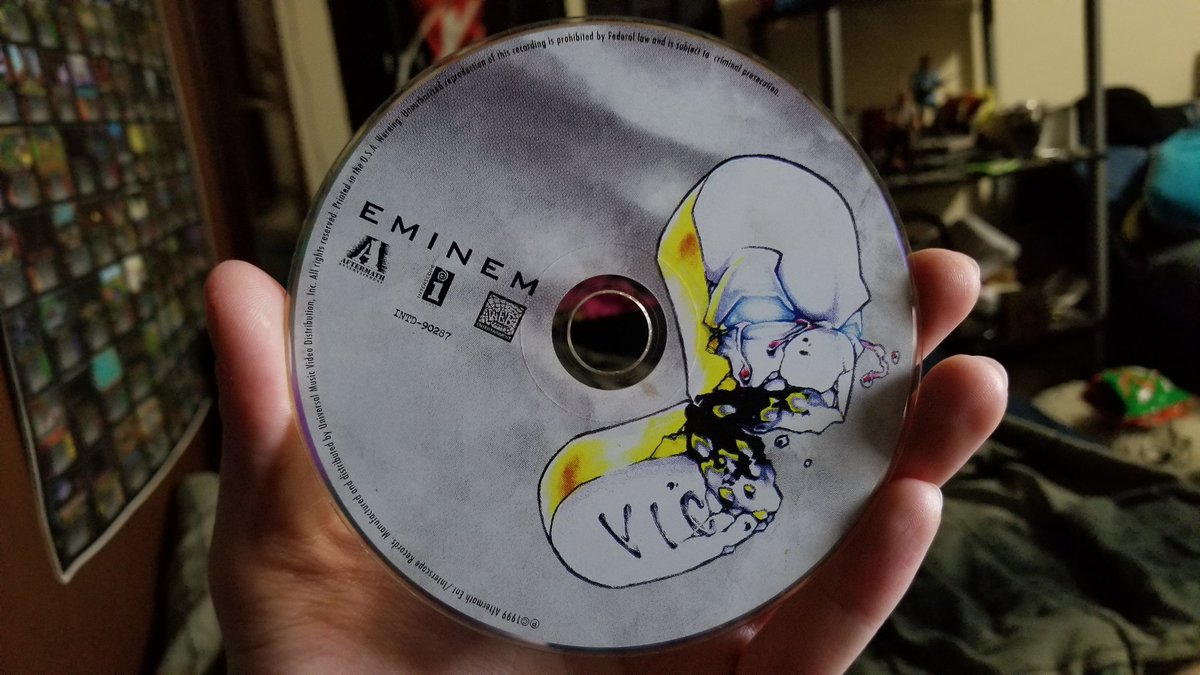 Manufactured and distributed by Universal Music Video Distribution, Inc. All rights reserved. Printed in the U.S.A. Warning: Unauthorized reproduction of this recording is prohibited by Federal law and is subject to criminal prosecution.
EMINEM
AFTERMATH
INTD-90287
VIC
℗©1999 Aftermath Ent./Interscope Records.